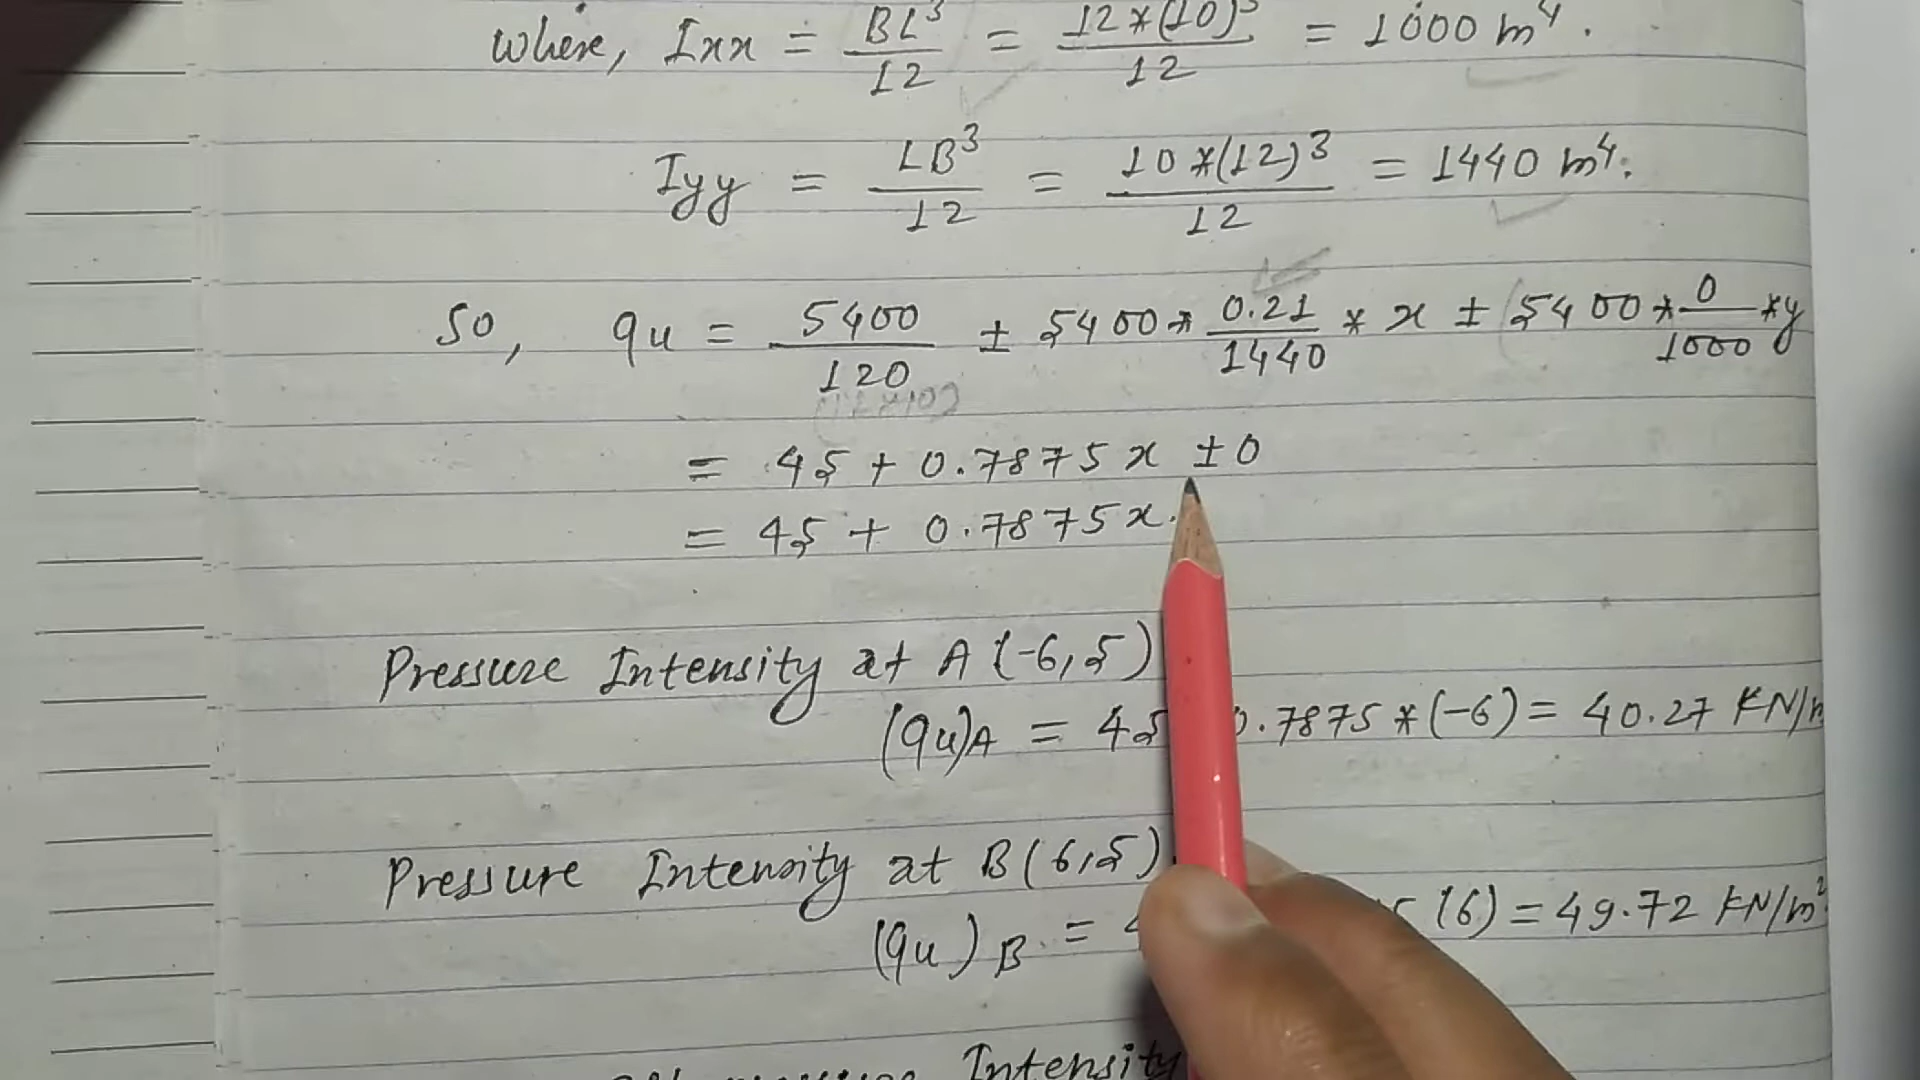 where, Ixx = BL³/12 = 12*(10)³/12 = 1000 m⁴.
Iyy = LB³/12 = 10*(12)³/12 = 1440 m⁴.
So, qu = 5400/120 ± 5400*0.21/1440 * x ± 5400*0/1000 *y
= 45 + 0.7875x ±0
= 45 + 0.7875x.
Pressure Intensity at A(-6,5)
(qu)A = 45 0.7875*(-6) = 40.27 KN/m
Pressure Intensity at B(6,5)
(qu)B = (6) = 49.72 KN/m²
Intensity